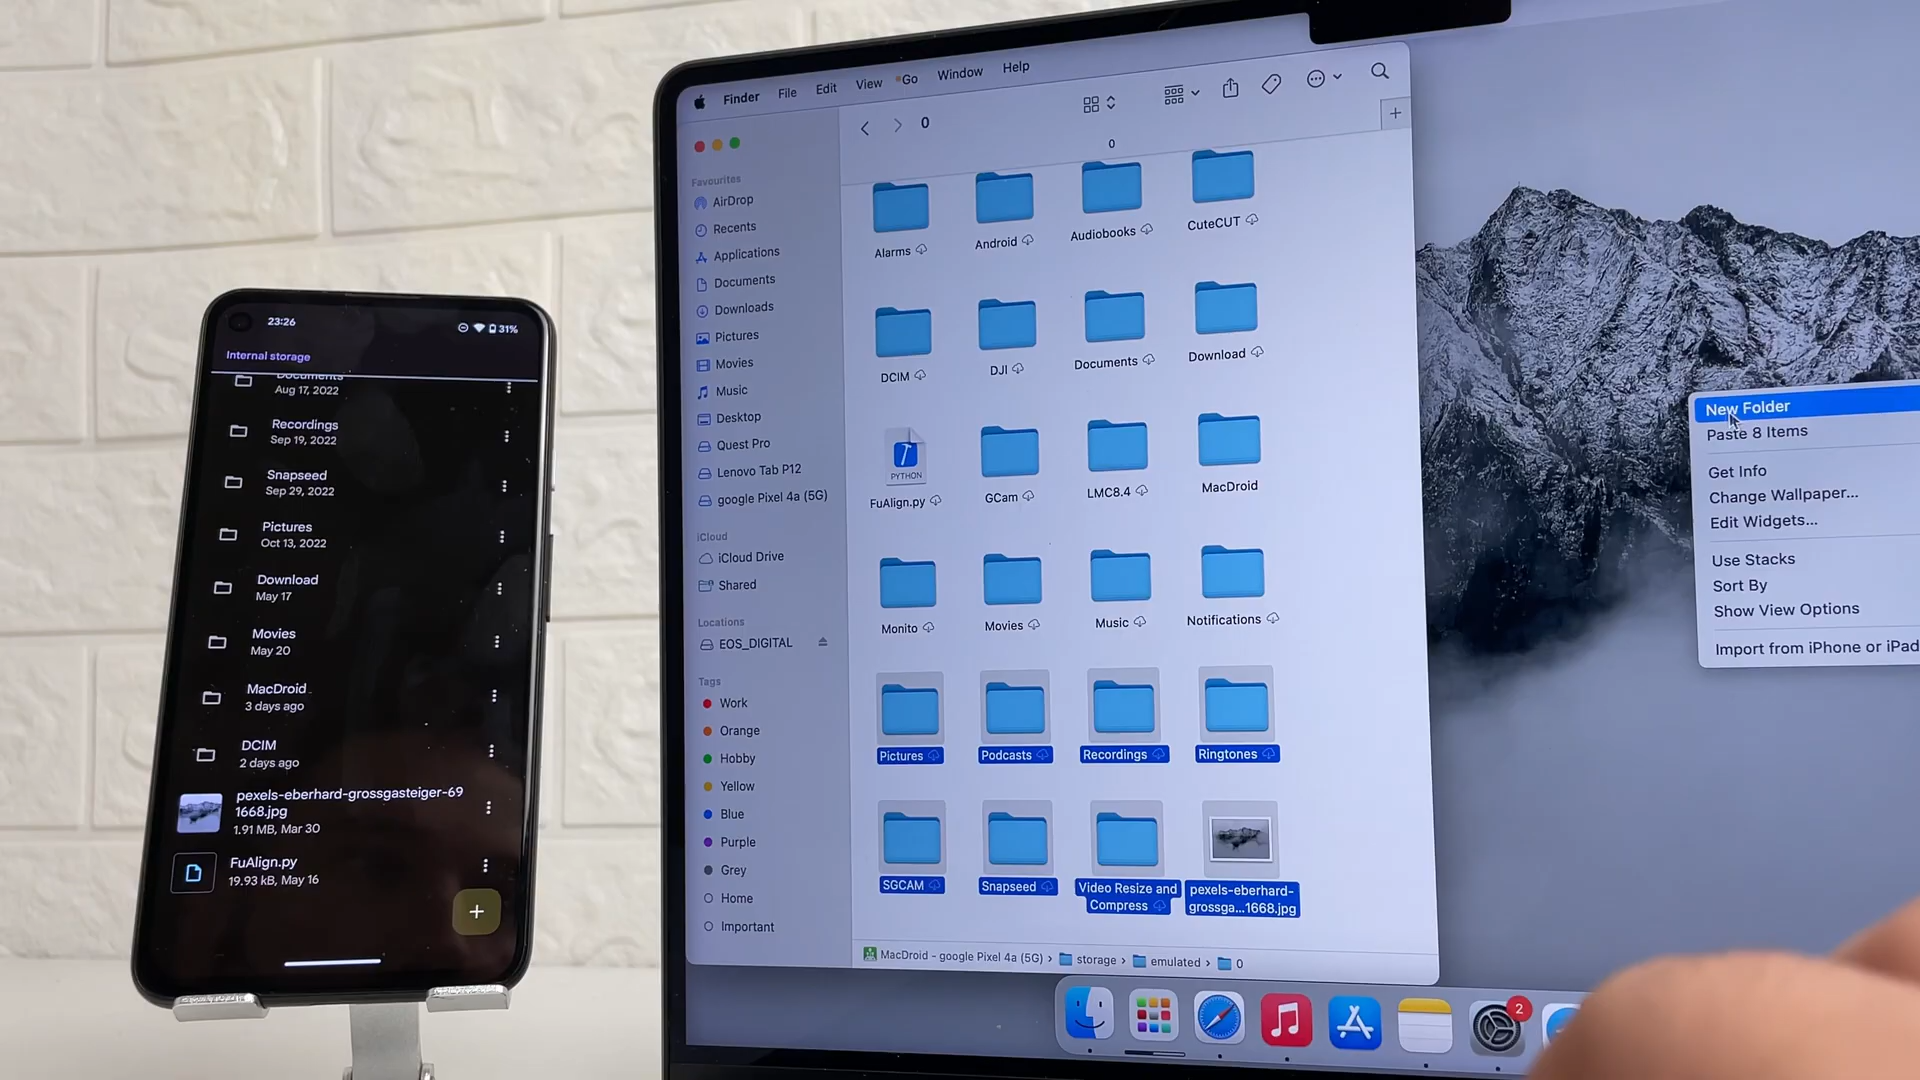 23:26
31%
Internal storage
Documents
Aug 17, 2022
Recordings
Sep 19, 2022
Snapseed
Sep 29, 2022
Pictures
Oct 13, 2022
Download
May 17
Movies
May 20
MacDroid
3 days ago
DCIM
2 days ago
pexels-eberhard-grossgasteiger-69
1668.jpg
1.91 MB, Mar 30
FuAlign.py
19.93 kB, May 16
+
Finder File Edit View Go Window Help
0
0
Favourites
AirDrop
Recents
Applications
Documents
Downloads
Pictures
Movies
Music
Desktop
Quest Pro
Lenovo Tab P12
google Pixel 4a (5G)
iCloud
iCloud Drive
Shared
Locations
EOS_DIGITAL
Tags
Work
Orange
Hobby
Yellow
Blue
Purple
Grey
Home
Important
Alarms Android Audiobooks CuteCUT
DCIM DJI Documents Download
PYTHON
FuAlign.py GCam LMC8.4 MacDroid
Monito Movies Music Notifications
Pictures Podcasts Recordings Ringtones
SGCAM Snapseed Video Resize and pexels-eberhard-
Compress grossga...1668.jpg
MacDroid - google Pixel 4a (5G) › storage › emulated › 0
New Folder
Paste 8 Items
Get Info
Change Wallpaper...
Edit Widgets...
Use Stacks
Sort By
Show View Options
Import from iPhone or iPad
2